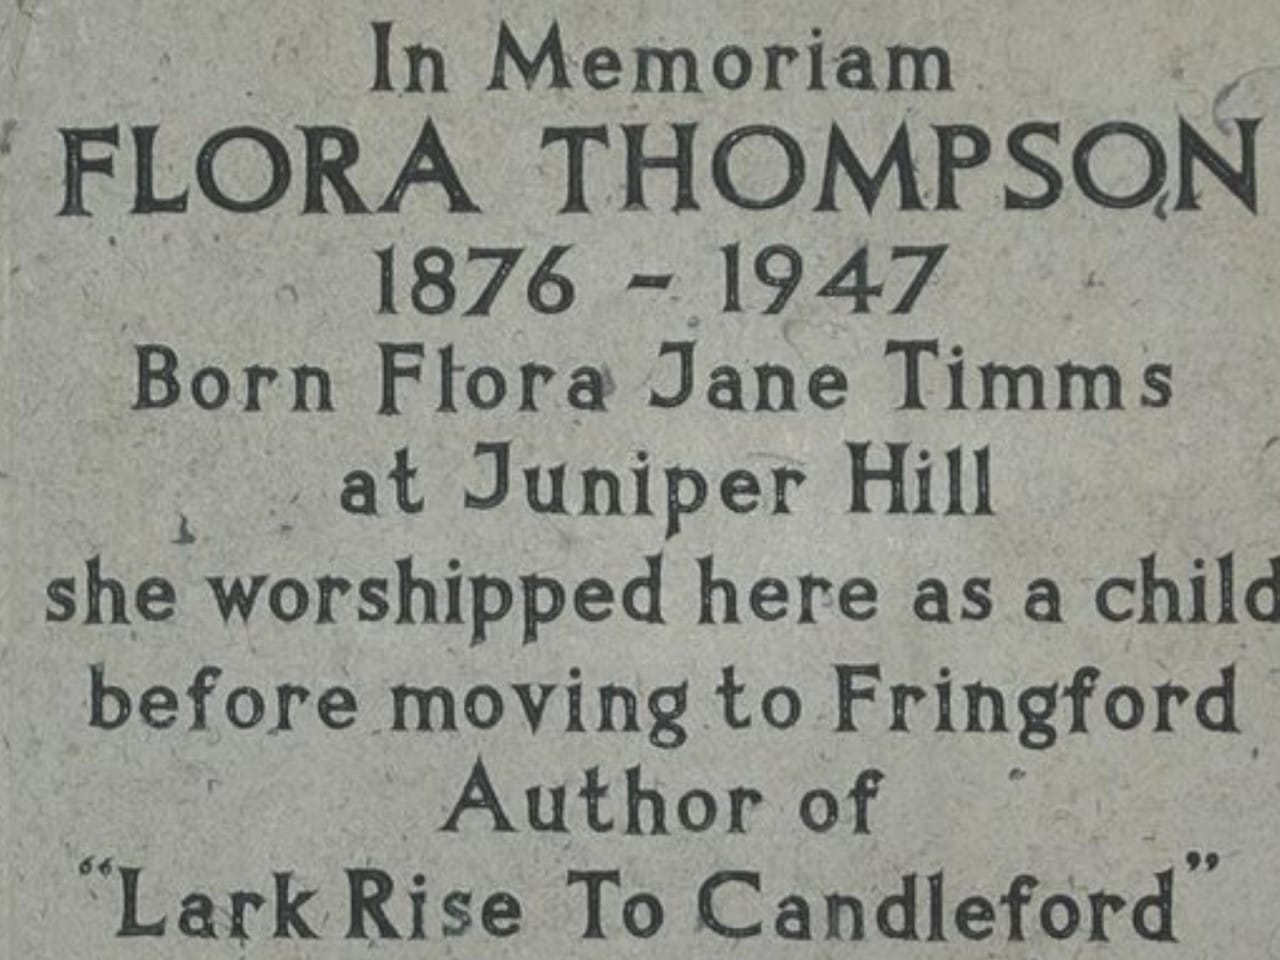 In Memoriam
FLORA THOMPSON
1876 - 1947
Born Flora Jane Timms
at Juniper Hill
she worshipped here as a child
before moving to Fringford
Author of
“Lark Rise To Candleford”